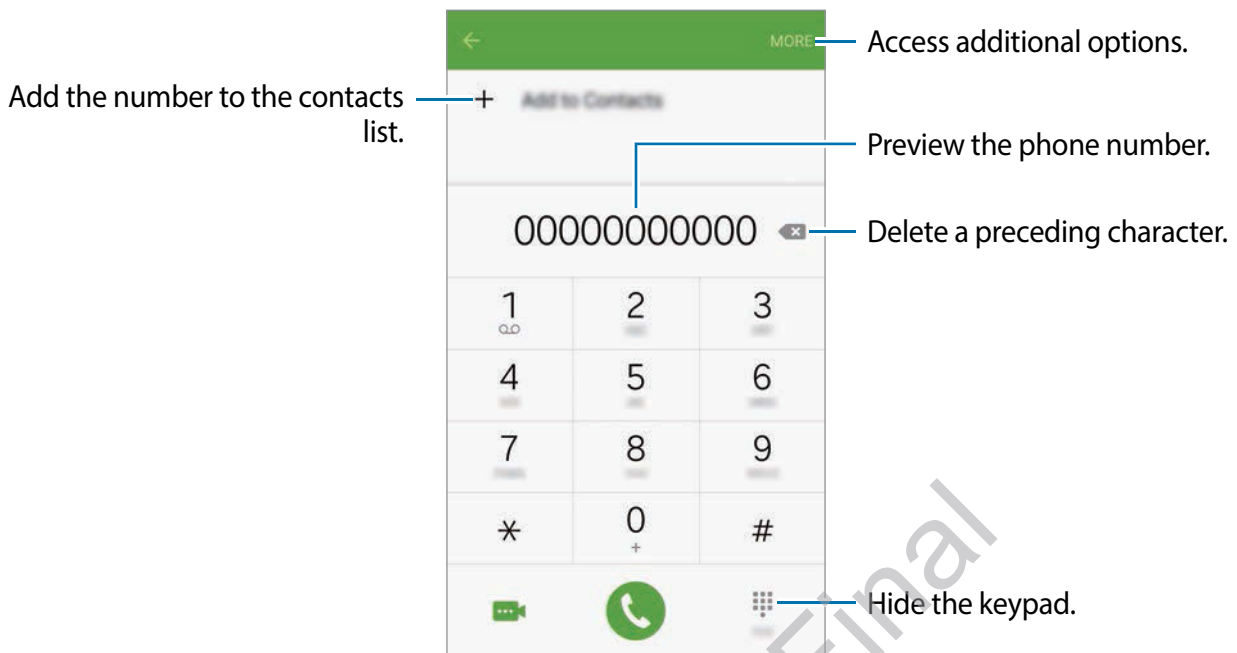 MORE
Access additional options.
Add the number to the contacts
list.
+ Add to Contacts
Preview the phone number.
00000000000
Delete a preceding character.
1 2 3
4 5 6
7 8 9
* 0 #
+
Hide the keypad.
Final